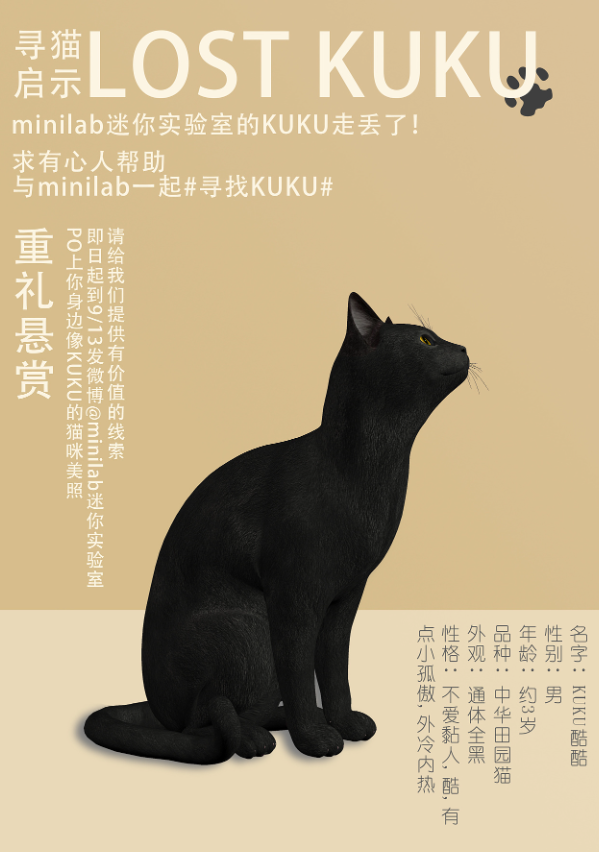 寻猫
启示
LOST KUKU
minilab迷你实验室的KUKU走丢了!
求有心人帮助
与minilab一起#寻找KUKU#
重礼悬赏
请给我们提供有价值的线索
即日起到9/13发微博@minilab迷你实验室
PO上你身边像KUKU的猫咪美照
名字：KUKU 酷酷
性别：男
年龄：约3岁
品种：中华田园猫
外观：通体全黑
性格：不爱黏人,酷,有
点小孤傲,外冷内热